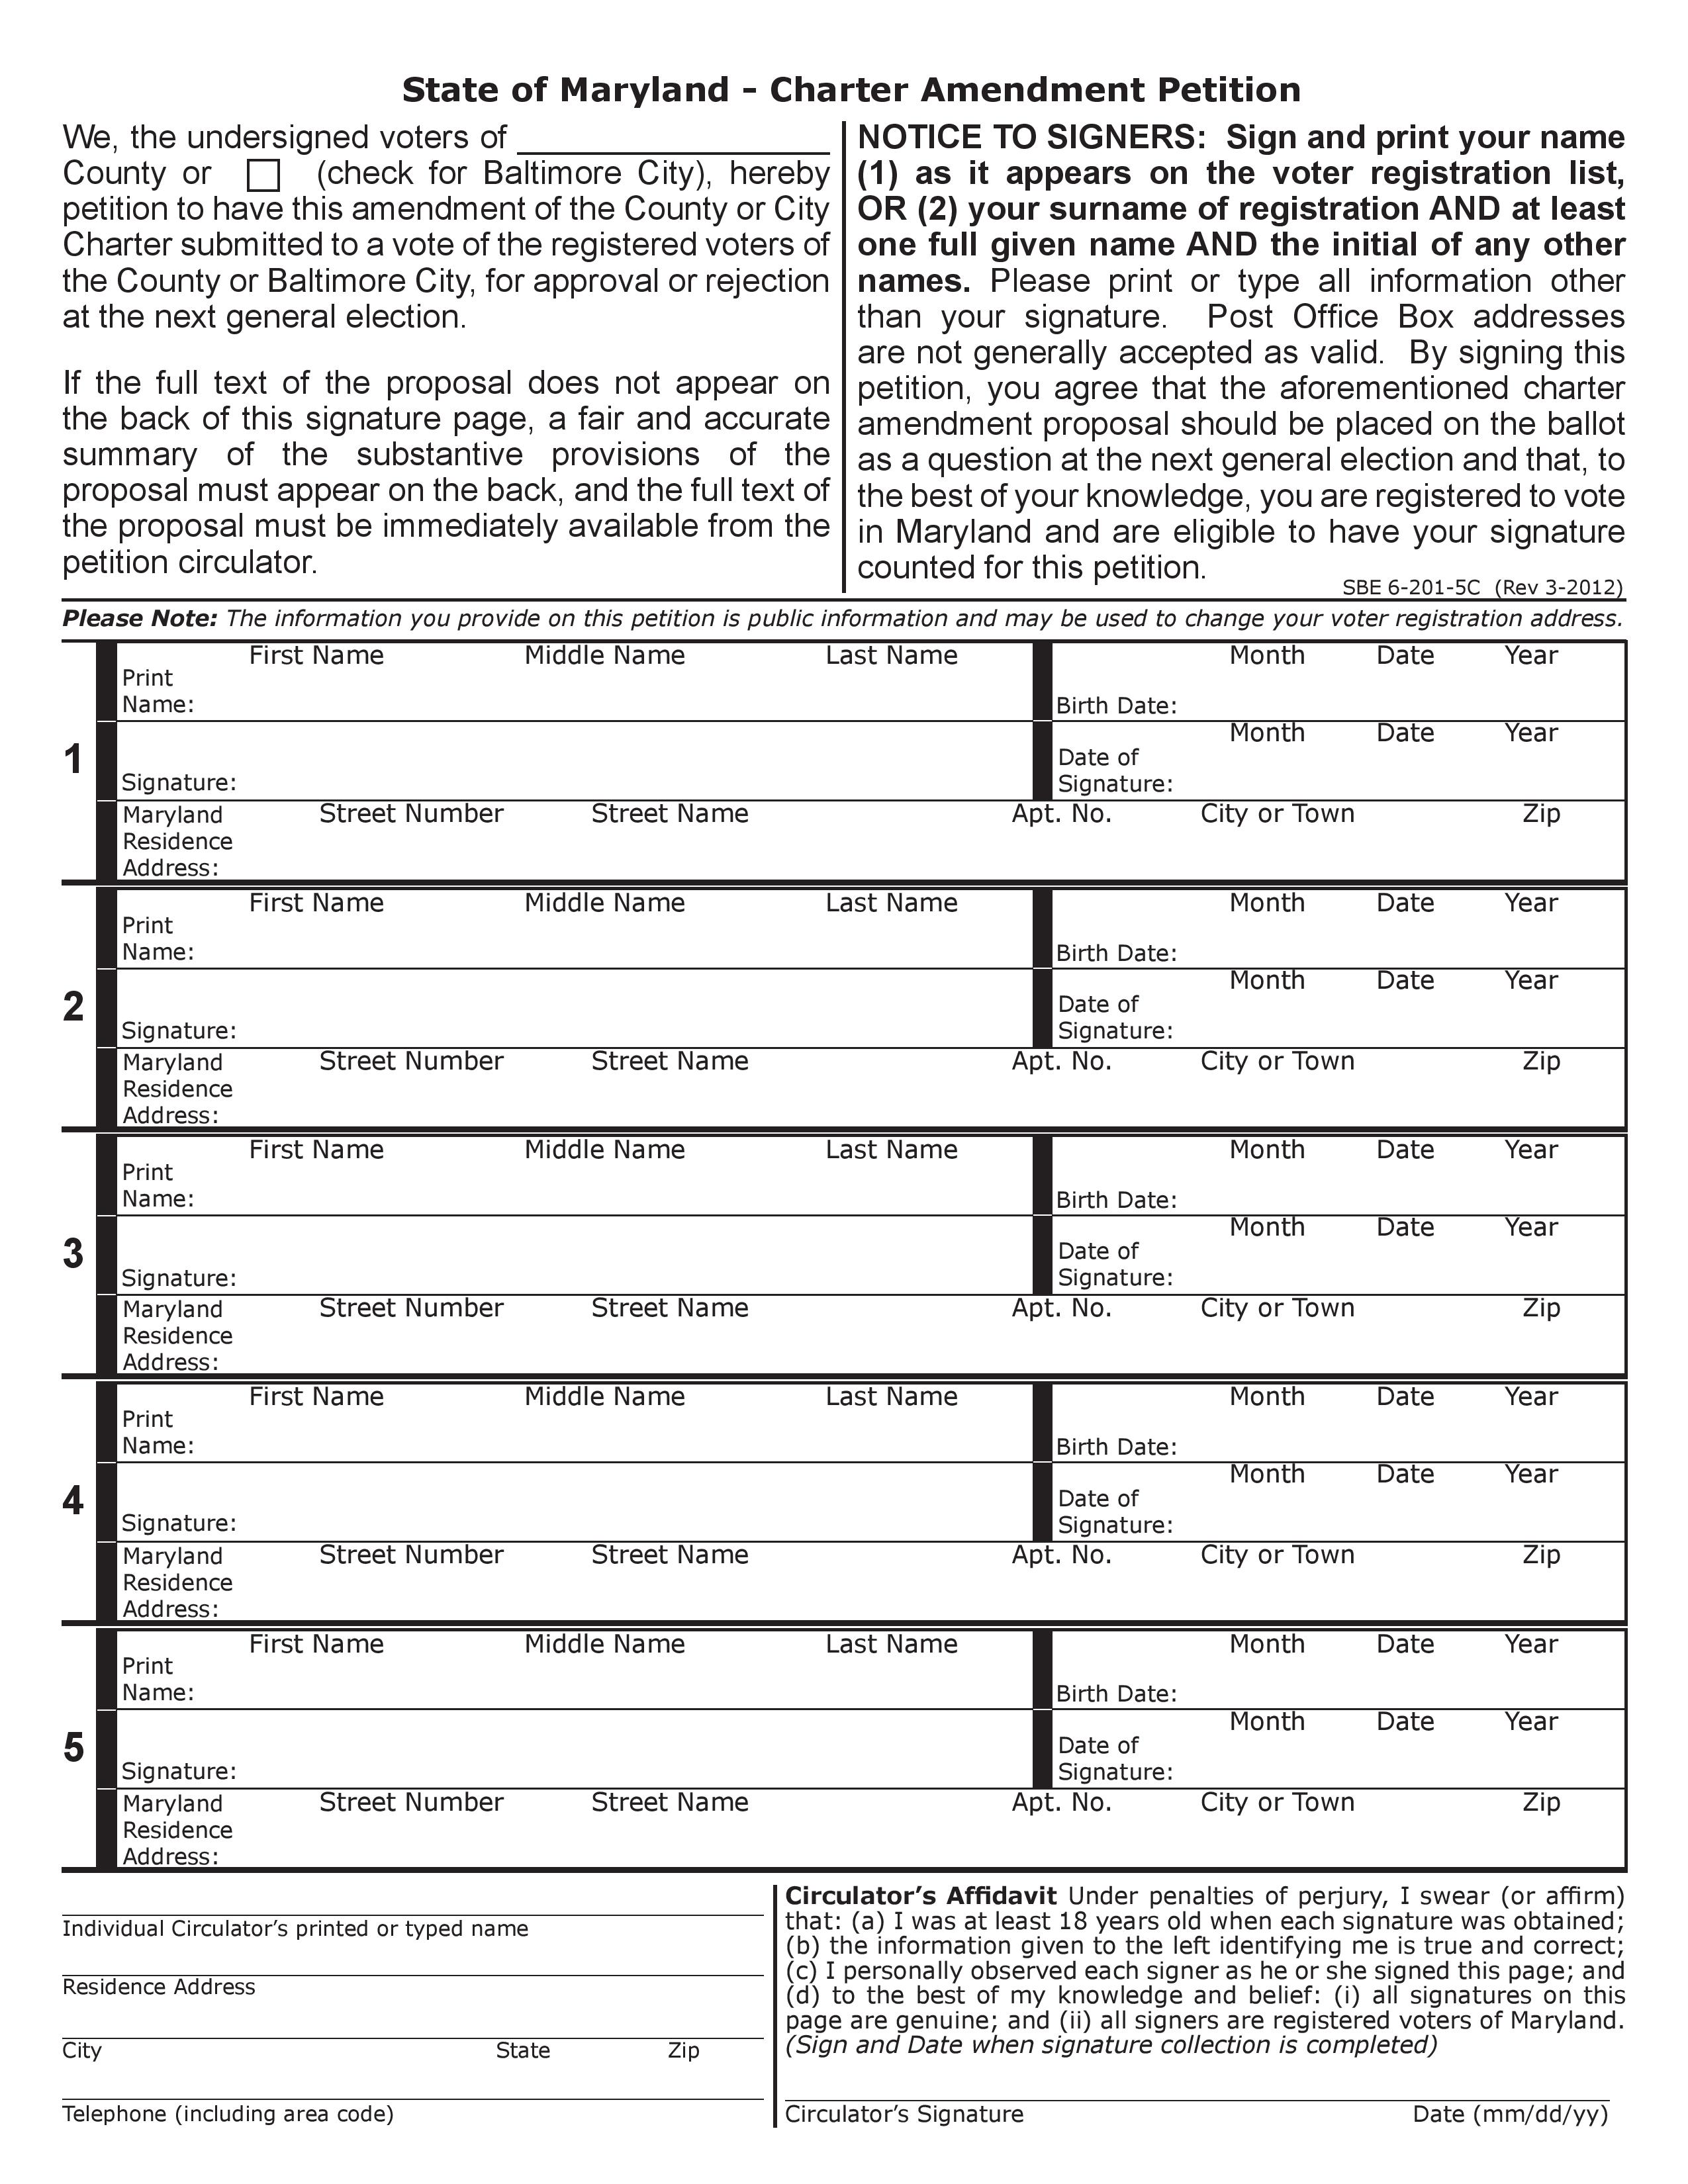 State of Maryland - Charter Amendment Petition
We, the undersigned voters of
County or (check for Baltimore City), hereby
petition to have this amendment of the County or City
Charter submitted to a vote of the registered voters of
the County or Baltimore City, for approval or rejection
at the next general election.
If the full text of the proposal does not appear on
the back of this signature page, a fair and accurate
summary of the substantive provisions of the
proposal must appear on the back, and the full text of
the proposal must be immediately available from the
petition circulator.
NOTICE TO SIGNERS: Sign and print your name
(1) as it appears on the voter registration list,
OR (2) your surname of registration AND at least
one full given name AND the initial of any other
names. Please print or type all information other
than your signature. Post Office Box addresses
are not generally accepted as valid. By signing this
petition, you agree that the aforementioned charter
amendment proposal should be placed on the ballot
as a question at the next general election and that, to
the best of your knowledge, you are registered to vote
in Maryland and are eligible to have your signature
counted for this petition.
SBE 6-201-5C (Rev 3-2012)
Please Note: The information you provide on this petition is public information and may be used to change your voter registration address.
1
First Name Middle Name Last Name Month Date Year
Print
Name: Birth Date:
Month Date Year
Date of
Signature: Signature:
Maryland Street Number Street Name Apt. No. City or Town Zip
Residence
Address:
2
First Name Middle Name Last Name Month Date Year
Print
Name: Birth Date:
Month Date Year
Date of
Signature: Signature:
Maryland Street Number Street Name Apt. No. City or Town Zip
Residence
Address:
3
First Name Middle Name Last Name Month Date Year
Print
Name: Birth Date:
Month Date Year
Date of
Signature: Signature:
Maryland Street Number Street Name Apt. No. City or Town Zip
Residence
Address:
4
First Name Middle Name Last Name Month Date Year
Print
Name: Birth Date:
Month Date Year
Date of
Signature: Signature:
Maryland Street Number Street Name Apt. No. City or Town Zip
Residence
Address:
5
First Name Middle Name Last Name Month Date Year
Print
Name: Birth Date:
Month Date Year
Date of
Signature: Signature:
Maryland Street Number Street Name Apt. No. City or Town Zip
Residence
Address:
Individual Circulator's printed or typed name
Residence Address
City State Zip
Telephone (including area code)
Circulator's Affidavit Under penalties of perjury, I swear (or affirm)
that: (a) I was at least 18 years old when each signature was obtained;
(b) the information given to the left identifying me is true and correct;
(c) I personally observed each signer as he or she signed this page; and
(d) to the best of my knowledge and belief: (i) all signatures on this
page are genuine; and (ii) all signers are registered voters of Maryland.
(Sign and Date when signature collection is completed)
Circulator's Signature Date (mm/dd/yy)